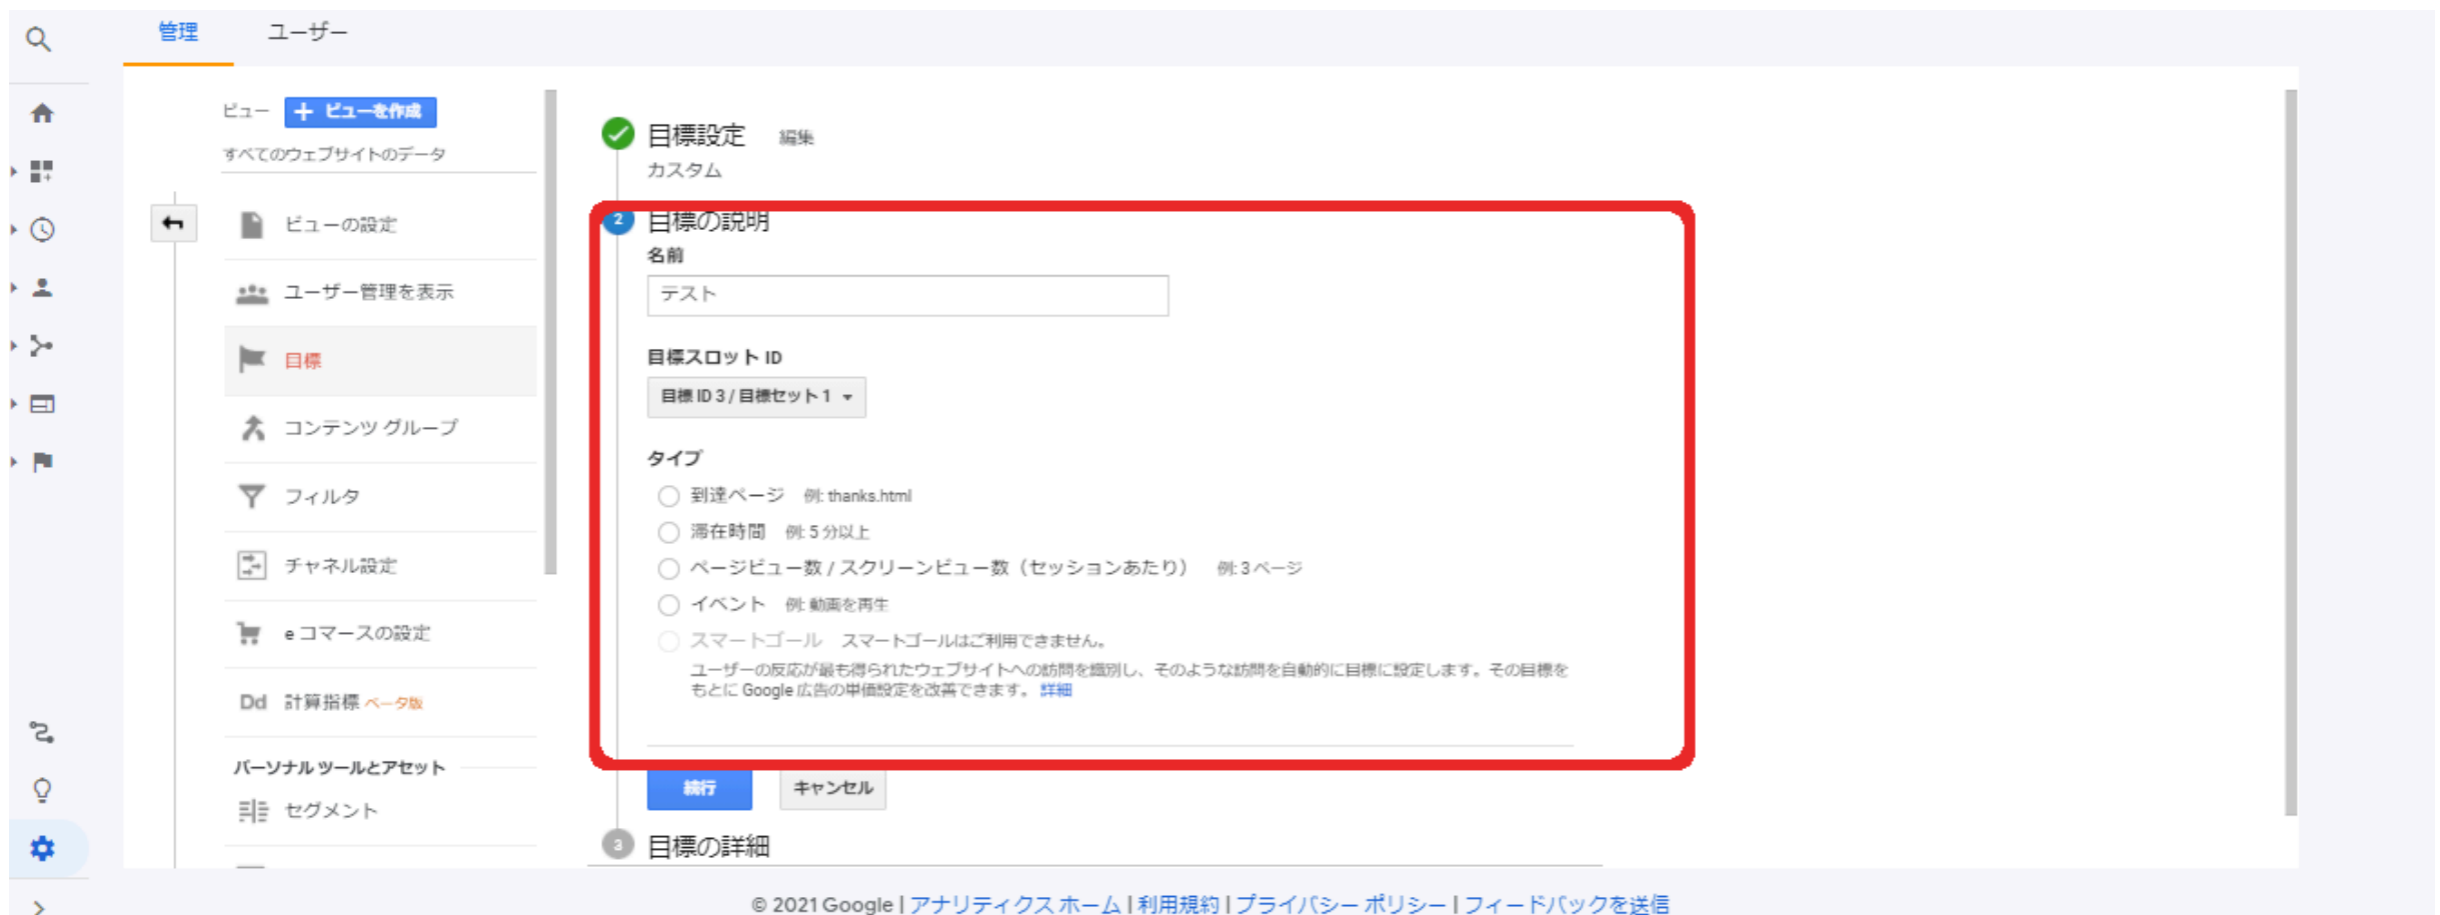 管理 ユーザー
ビュー + ビューを作成
すべてのウェブサイトのデータ
ビューの設定
ユーザー管理を表示
目標
コンテンツ グループ
フィルタ
チャネル設定
e コマースの設定
Dd 計算指標 ベータ版
パーソナル ツールとアセット
セグメント
目標設定 編集
カスタム
2 目標の説明
名前
テスト
目標スロット ID
目標 ID 3 / 目標セット 1
タイプ
到達ページ 例: thanks.html
滞在時間 例: 5 分以上
ページビュー数 / スクリーンビュー数（セッションあたり） 例: 3 ページ
イベント 例: 動画を再生
スマートゴール スマートゴールはご利用できません。
ユーザーの反応が最も得られたウェブサイトへの訪問を識別し、そのような訪問を自動的に目標に設定します。その目標を
もとに Google 広告の単価設定を改善できます。 詳細
続行 キャンセル
3 目標の詳細
© 2021 Google | アナリティクス ホーム | 利用規約 | プライバシー ポリシー | フィードバックを送信